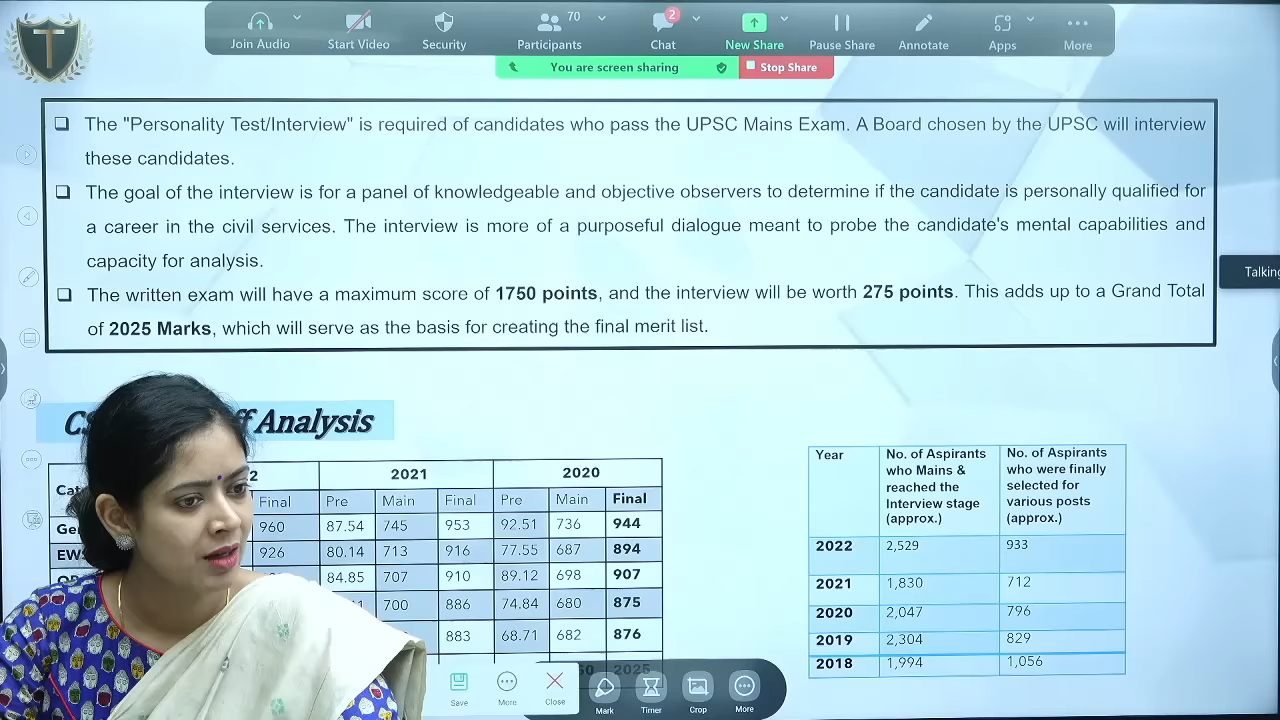 T
Join Audio
Start Video
Security
Participants
70
Chat
2
New Share
Pause Share
Annotate
Apps
More
You are screen sharing
Stop Share
The "Personality Test/Interview" is required of candidates who pass the UPSC Mains Exam. A Board chosen by the UPSC will interview
these candidates.
The goal of the interview is for a panel of knowledgeable and objective observers to determine if the candidate is personally qualified for
a career in the civil services. The interview is more of a purposeful dialogue meant to probe the candidate's mental capabilities and
capacity for analysis.
The written exam will have a maximum score of 1750 points, and the interview will be worth 275 points. This adds up to a Grand Total
of 2025 Marks, which will serve as the basis for creating the final merit list.
Talking
Analysis
2021 2020
Final Pre Main Final Pre Main Final
960 87.54 745 953 92.51 736 944
EWS 926 80.14 713 916 77.55 687 894
84.85 707 910 89.12 698 907
700 886 74.84 680 875
883 68.71 682 876
2025
Year No. of Aspirants No. of Aspirants
who Mains & who were finally
reached the selected for
Interview stage various posts
(approx.) (approx.)
2022 2,529 933
2021 1,830 712
2020 2,047 796
2019 2,304 829
2018 1,994 1,056
Save
More
Close
Mark
Timer
Crop
More